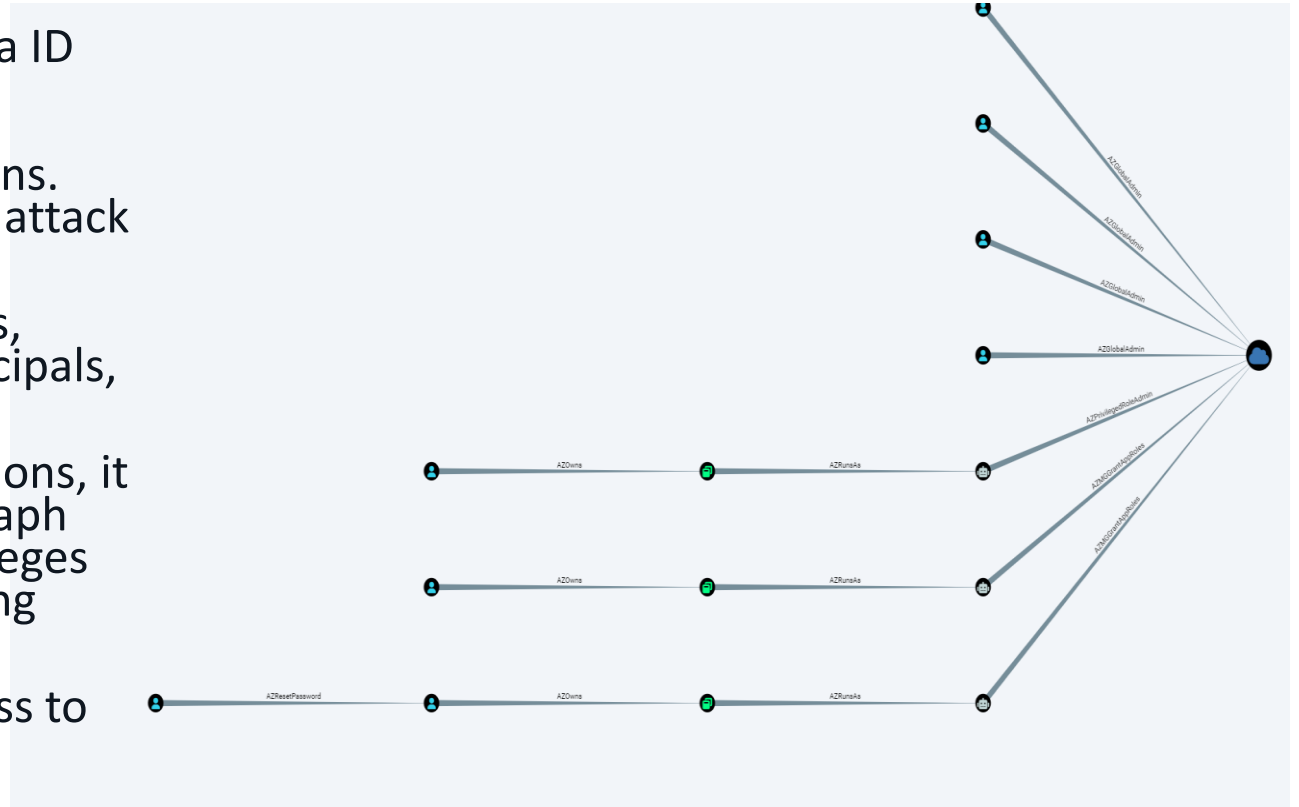 a ID
ns.
attack
s,
cipals,
ons, it
aph
eges
ng
ss to
AZGlobalAdmin
AZGlobalAdmin
AZGlobalAdmin
AZGlobalAdmin
AZPrivilegedRoleAdmin
AZOwns
AZRunsAs
AZMGGrantAppRoles
AZMGGrantAppRoles
AZOwns
AZRunsAs
AZResetPassword
AZOwns
AZRunsAs